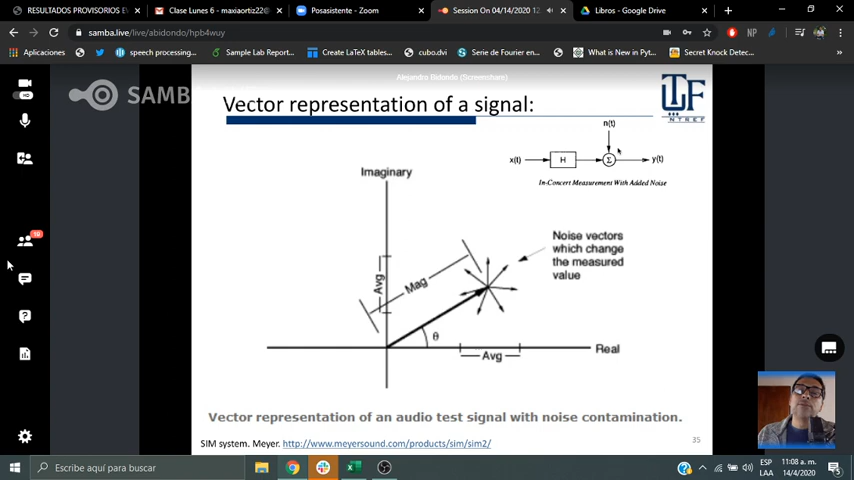 RESULTADOS PROVISORIOS E
Clase Lunes 6 - maxiaortiz22@
Posasistente - Zoom
Session On 04/14/2020 12
Libros - Google Drive
samba.live/live/abidondo/hpb4wuy
NP
Aplicaciones
speech processing...
Sample Lab Report...
Create LaTeX tables...
cubo.dvi
Serie de Fourier en...
What is New in Pyt...
Secret Knock Detec...
Alejandro Bidondo (Screenshare)
SAMB
Vector representation of a signal:
UNTREF
n(t)
x(t)
H
Σ
y(t)
In-Concert Measurement With Added Noise
Imaginary
Noise vectors
which change
the measured
value
Avg
Mag
θ
Real
Avg
Vector representation of an audio test signal with noise contamination.
SIM system. Meyer. http://www.meyersound.com/products/sim/sim2/
35
HD
10
Escribe aquí para buscar
ESP
LAA
11:08 a. m.
14/4/2020
5